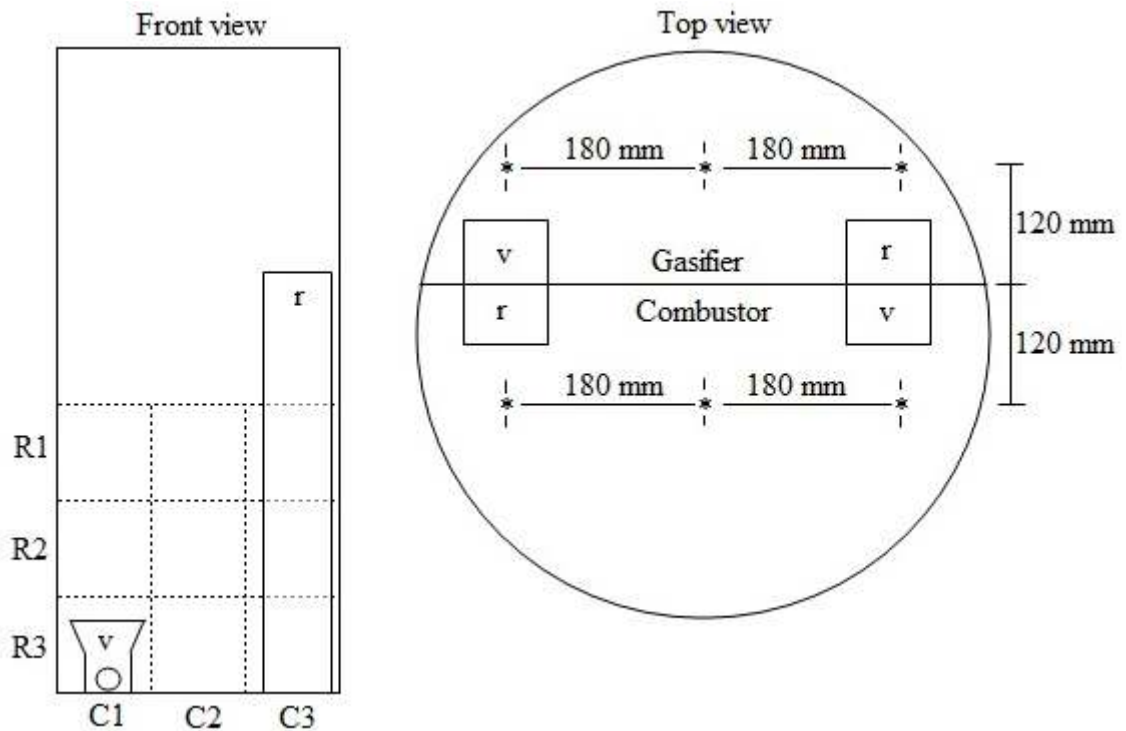 Front view
r
R1
R2
R3
v
C1 C2 C3
Top view
* 180 mm * 180 mm *
v r
Gasifier
Combustor
r v
* 180 mm * 180 mm *
120 mm
120 mm